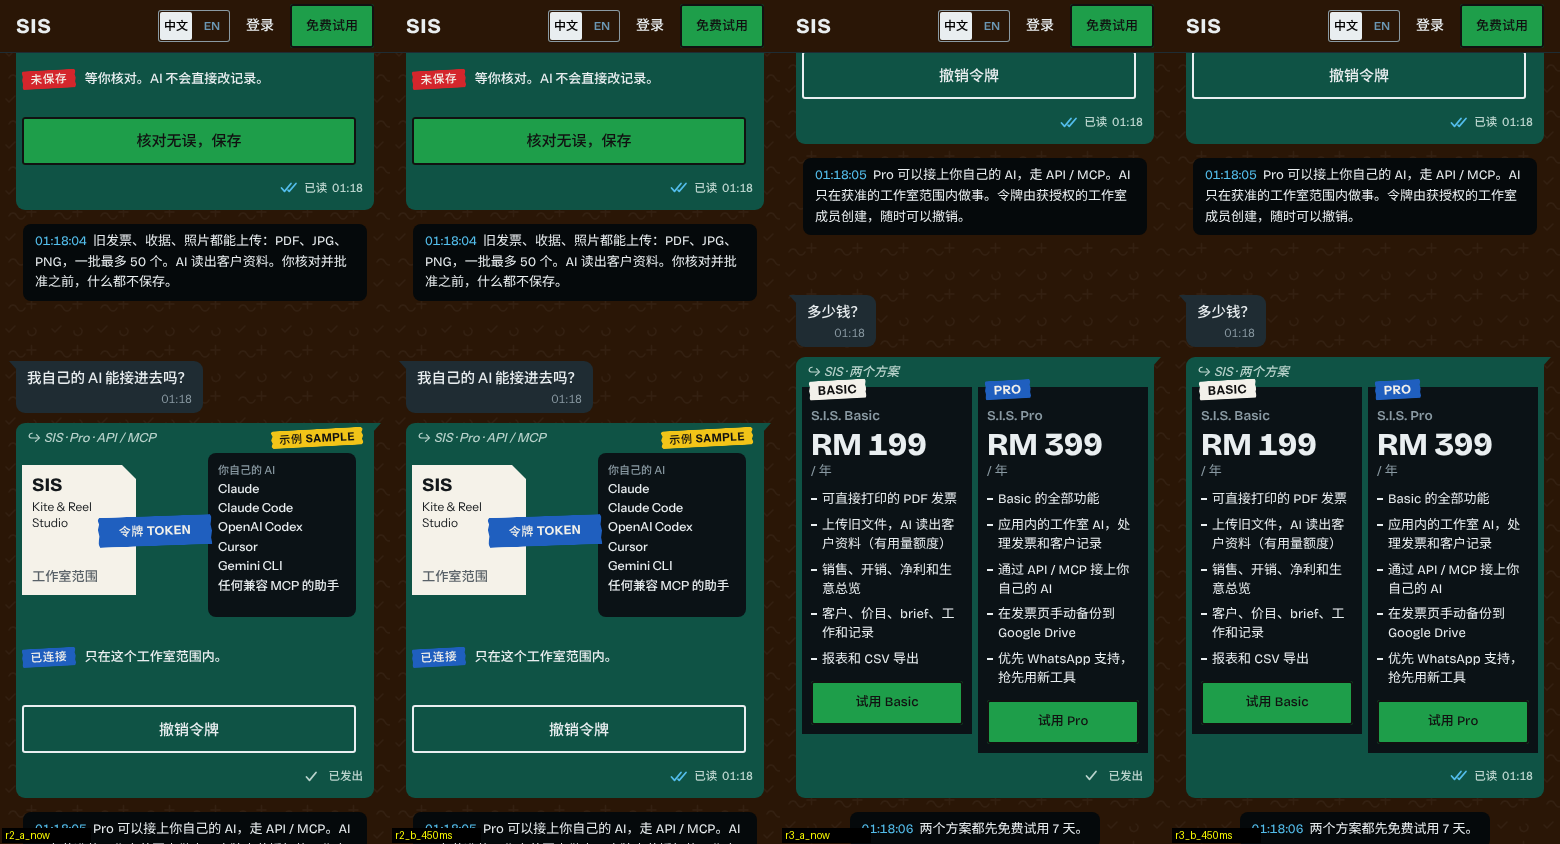 SIS
中文 EN
登录
免费试用
未保存 等你核对。AI 不会直接改记录。
核对无误，保存
已读 01:18
01:18:04 旧发票、收据、照片都能上传：PDF、JPG、
PNG，一批最多 50 个。AI 读出客户资料。你核对并批
准之前，什么都不保存。
我自己的 AI 能接进去吗？
01:18
↪ SIS · Pro · API / MCP
示例 SAMPLE
SIS
Kite & Reel
Studio
令牌 TOKEN
工作室范围
你自己的 AI
Claude
Claude Code
OpenAI Codex
Cursor
Gemini CLI
任何兼容 MCP 的助手
已连接 只在这个工作室范围内。
撤销令牌
已发出
01:18:05 Pro 可以接上你自己的 AI，走 API / MCP。AI
r2_a_now
SIS
中文 EN
登录
免费试用
未保存 等你核对。AI 不会直接改记录。
核对无误，保存
已读 01:18
01:18:04 旧发票、收据、照片都能上传：PDF、JPG、
PNG，一批最多 50 个。AI 读出客户资料。你核对并批
准之前，什么都不保存。
我自己的 AI 能接进去吗？
01:18
↪ SIS · Pro · API / MCP
示例 SAMPLE
SIS
Kite & Reel
Studio
令牌 TOKEN
工作室范围
你自己的 AI
Claude
Claude Code
OpenAI Codex
Cursor
Gemini CLI
任何兼容 MCP 的助手
已连接 只在这个工作室范围内。
撤销令牌
已读 01:18
01:18:05 Pro 可以接上你自己的 AI，走 API / MCP。AI
r2_b_450ms
SIS
中文 EN
登录
免费试用
撤销令牌
已读 01:18
01:18:05 Pro 可以接上你自己的 AI，走 API / MCP。AI
只在获准的工作室范围内做事。令牌由获授权的工作室
成员创建，随时可以撤销。
多少钱？
01:18
↪ SIS · 两个方案
BASIC
S.I.S. Basic
RM 199
/ 年
– 可直接打印的 PDF 发票
– 上传旧文件，AI 读出客
户资料（有用量额度）
– 销售、开销、净利和生
意总览
– 客户、价目、brief、工
作和记录
– 报表和 CSV 导出
试用 Basic
PRO
S.I.S. Pro
RM 399
/ 年
– Basic 的全部功能
– 应用内的工作室 AI，处
理发票和客户记录
– 通过 API / MCP 接上你
自己的 AI
– 在发票页手动备份到
Google Drive
– 优先 WhatsApp 支持，
抢先用新工具
试用 Pro
已发出
01:18:06 两个方案都先免费试用 7 天。
r3_a_now
SIS
中文 EN
登录
免费试用
撤销令牌
已读 01:18
01:18:05 Pro 可以接上你自己的 AI，走 API / MCP。AI
只在获准的工作室范围内做事。令牌由获授权的工作室
成员创建，随时可以撤销。
多少钱？
01:18
↪ SIS · 两个方案
BASIC
S.I.S. Basic
RM 199
/ 年
– 可直接打印的 PDF 发票
– 上传旧文件，AI 读出客
户资料（有用量额度）
– 销售、开销、净利和生
意总览
– 客户、价目、brief、工
作和记录
– 报表和 CSV 导出
试用 Basic
PRO
S.I.S. Pro
RM 399
/ 年
– Basic 的全部功能
– 应用内的工作室 AI，处
理发票和客户记录
– 通过 API / MCP 接上你
自己的 AI
– 在发票页手动备份到
Google Drive
– 优先 WhatsApp 支持，
抢先用新工具
试用 Pro
已读 01:18
01:18:06 两个方案都先免费试用 7 天。
r3_b_450ms